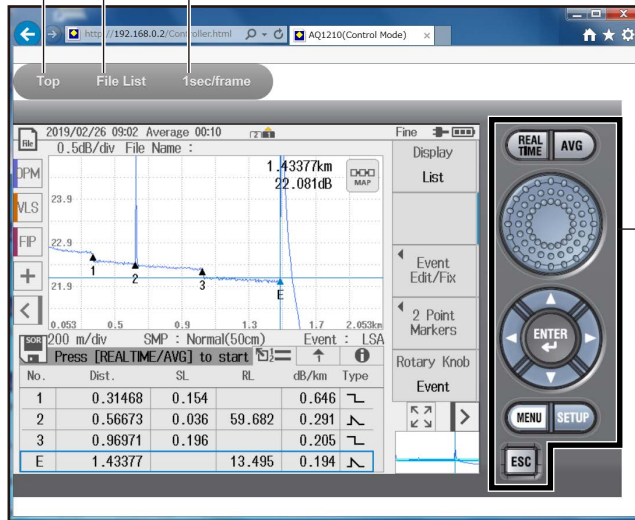 http://192.168.0.2/Controller.html
AQ1210(Control Mode)
Top File List 1sec/frame
File
2019/02/26 09:02 Average 00:10 [2]
Fine
0.5dB/div File Name :
Display
List
1.43377km
22.081dB
MAP
OPM
VLS
FIP
23.9
22.9
21.9
1 2 3 E
Event
Edit/Fix
2 Point
Markers
Rotary Knob
Event
0.053 0.5 0.9 1.3 1.7 2.053km
SOR
200 m/div SMP : Normal(50cm) Event : LSA
Press [REALTIME/AVG] to start
No. Dist. SL RL dB/km Type
1 0.31468 0.154 0.646
2 0.56673 0.036 59.682 0.291
3 0.96971 0.196 0.205
E 1.43377 13.495 0.194
REAL TIME
AVG
ENTER
MENU
SETUP
ESC